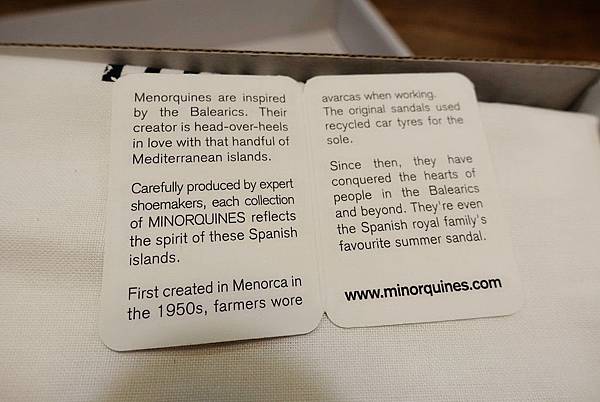 Menorquines are inspired
by the Balearics. Their
creator is head-over-heels
in love with that handful of
Mediterranean islands.
Carefully produced by expert
shoemakers, each collection
of MINORQUINES reflects
the spirit of these Spanish
islands.
First created in Menorca in
the 1950s, farmers wore
avarcas when working.
The original sandals used
recycled car tyres for the
sole.
Since then, they have
conquered the hearts of
people in the Balearics
and beyond. They're even
the Spanish royal family's
favourite summer sandal.
www.minorquines.com